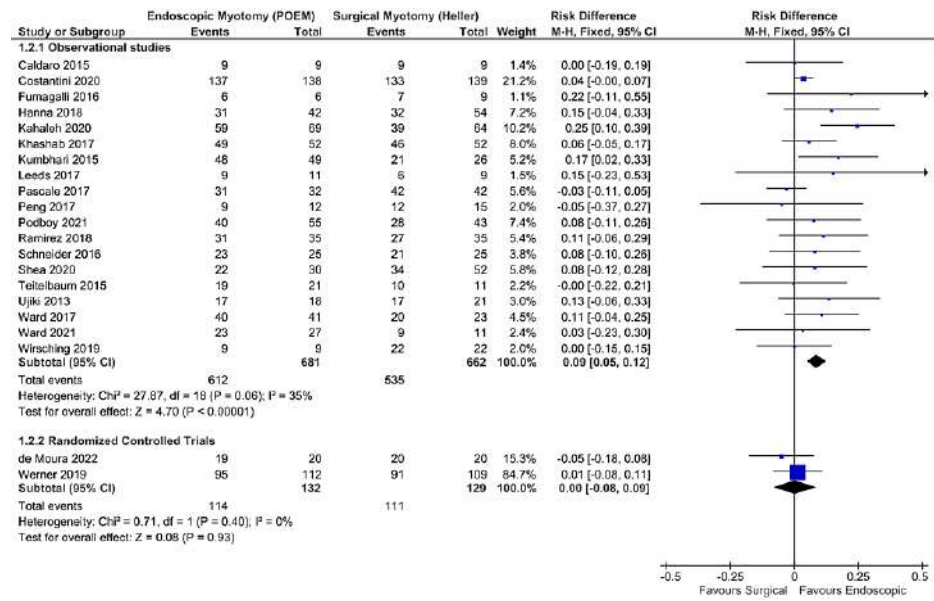 Endoscopic Myotomy (POEM) Surgical Myotomy (Heller) Risk Difference Risk Difference
Study or Subgroup Events Total Events Total Weight M-H, Fixed, 95% CI M-H, Fixed, 95% CI
1.2.1 Observational studies
Caldaro 2015 9 9 9 9 1.4% 0.00 [-0.19, 0.19]
Costantini 2020 137 138 133 139 21.2% 0.04 [-0.00, 0.07]
Fumagalli 2016 6 6 7 9 1.1% 0.22 [-0.11, 0.55]
Hanna 2018 31 42 32 54 7.2% 0.15 [-0.04, 0.33]
Kahaleh 2020 59 69 39 64 10.2% 0.25 [0.10, 0.39]
Khashab 2017 49 52 46 52 8.0% 0.06 [-0.05, 0.17]
Kumbhari 2015 48 49 21 26 5.2% 0.17 [0.02, 0.33]
Leeds 2017 9 11 6 9 1.5% 0.15 [-0.23, 0.53]
Pascale 2017 31 32 42 42 5.6% -0.03 [-0.11, 0.05]
Peng 2017 9 12 12 15 2.0% -0.05 [-0.37, 0.27]
Podboy 2021 40 55 28 43 7.4% 0.08 [-0.11, 0.26]
Ramirez 2018 31 35 27 35 5.4% 0.11 [-0.06, 0.29]
Schneider 2016 23 25 21 25 3.8% 0.08 [-0.10, 0.26]
Shea 2020 22 30 34 52 5.8% 0.08 [-0.12, 0.28]
Teitelbaum 2015 19 21 10 11 2.2% -0.00 [-0.22, 0.21]
Ujiki 2013 17 18 17 21 3.0% 0.13 [-0.06, 0.33]
Ward 2017 40 41 20 23 4.5% 0.11 [-0.04, 0.25]
Ward 2021 23 27 9 11 2.4% 0.03 [-0.23, 0.30]
Wirsching 2019 9 9 22 22 2.0% 0.00 [-0.15, 0.15]
Subtotal (95% CI) 681 662 100.0% 0.09 [0.05, 0.12]
Total events 612 535
Heterogeneity: Chi² = 27.87, df = 18 (P = 0.06); I² = 35%
Test for overall effect: Z = 4.70 (P < 0.00001)
1.2.2 Randomized Controlled Trials
de Moura 2022 19 20 20 20 15.3% -0.05 [-0.18, 0.08]
Werner 2019 95 112 91 109 84.7% 0.01 [-0.08, 0.11]
Subtotal (95% CI) 132 129 100.0% 0.00 [-0.08, 0.09]
Total events 114 111
Heterogeneity: Chi² = 0.71, df = 1 (P = 0.40); I² = 0%
Test for overall effect: Z = 0.08 (P = 0.93)
-0.5 -0.25 0 0.25 0.5
Favours Surgical Favours Endoscopic